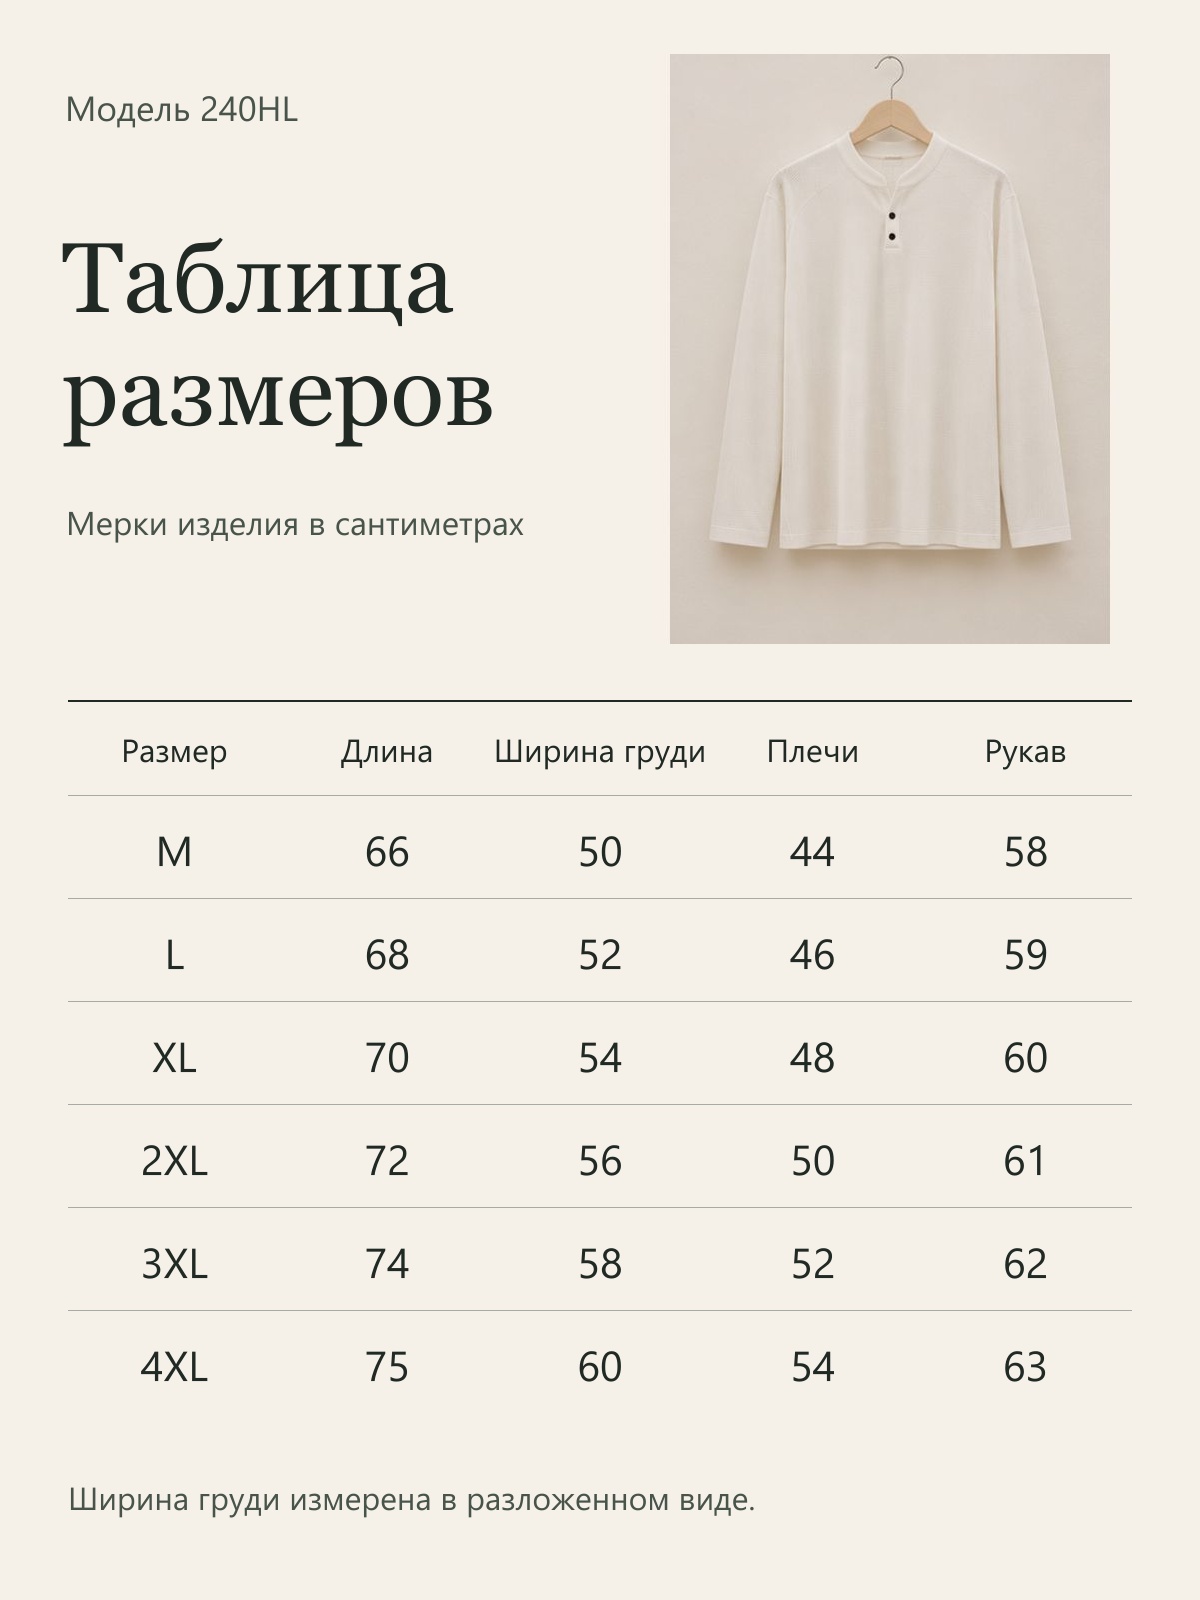 Модель 240HL
Таблица
размеров
Мерки изделия в сантиметрах
Размер Длина Ширина груди Плечи Рукав
M 66 50 44 58
L 68 52 46 59
XL 70 54 48 60
2XL 72 56 50 61
3XL 74 58 52 62
4XL 75 60 54 63
Ширина груди измерена в разложенном виде.